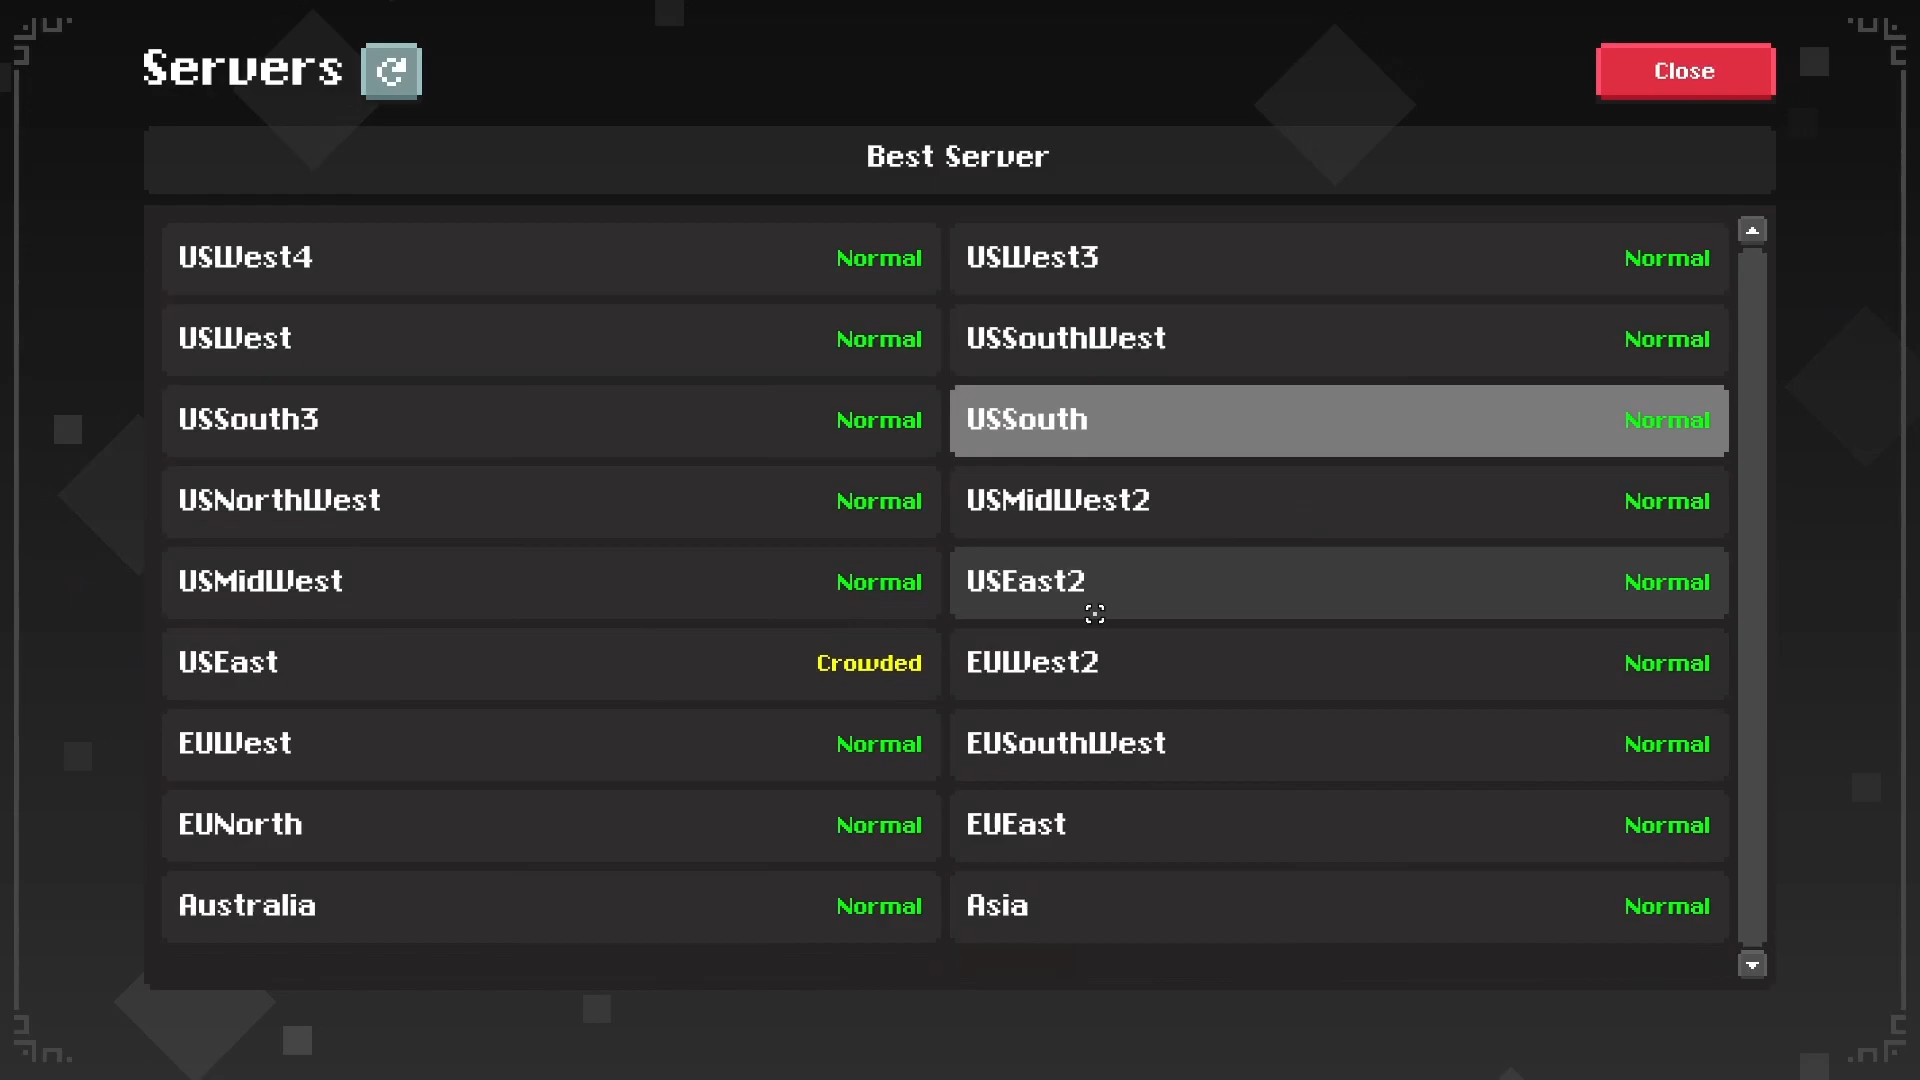 Servers
Close
Best Server
USWest4 Normal
USWest3 Normal
USWest Normal
USSouthWest Normal
USSouth3 Normal
USSouth Normal
USNorthWest Normal
USMidWest2 Normal
USMidWest Normal
USEast2 Normal
USEast Crowded
EUWest2 Normal
EUWest Normal
EUSouthWest Normal
EUNorth Normal
EUEast Normal
Australia Normal
Asia Normal